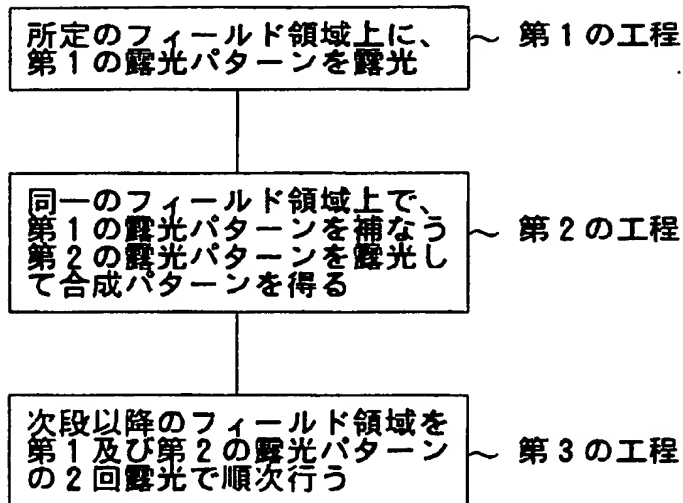 所定のフィールド領域上に、
第1の露光パターンを露光
～ 第1の工程
同一のフィールド領域上で、
第1の露光パターンを補なう
第2の露光パターンを露光し
て合成パターンを得る
～ 第2の工程
次段以降のフィールド領域を
第1及び第2の露光パターン
の2回露光で順次行う
～ 第3の工程